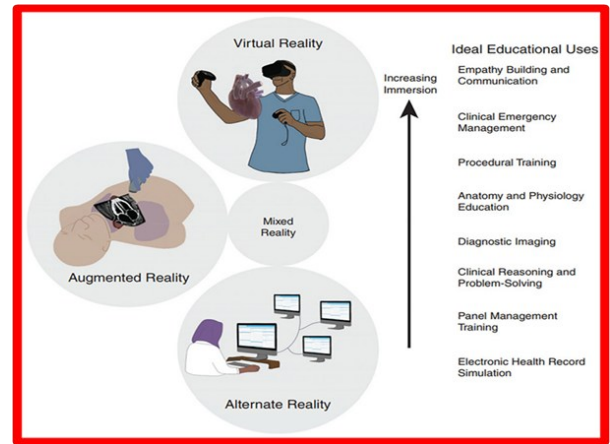 Virtual Reality
Increasing
Immersion
Mixed
Reality
Augmented Reality
Alternate Reality
Ideal Educational Uses
Empathy Building and
Communication
Clinical Emergency
Management
Procedural Training
Anatomy and Physiology
Education
Diagnostic Imaging
Clinical Reasoning and
Problem-Solving
Panel Management
Training
Electronic Health Record
Simulation